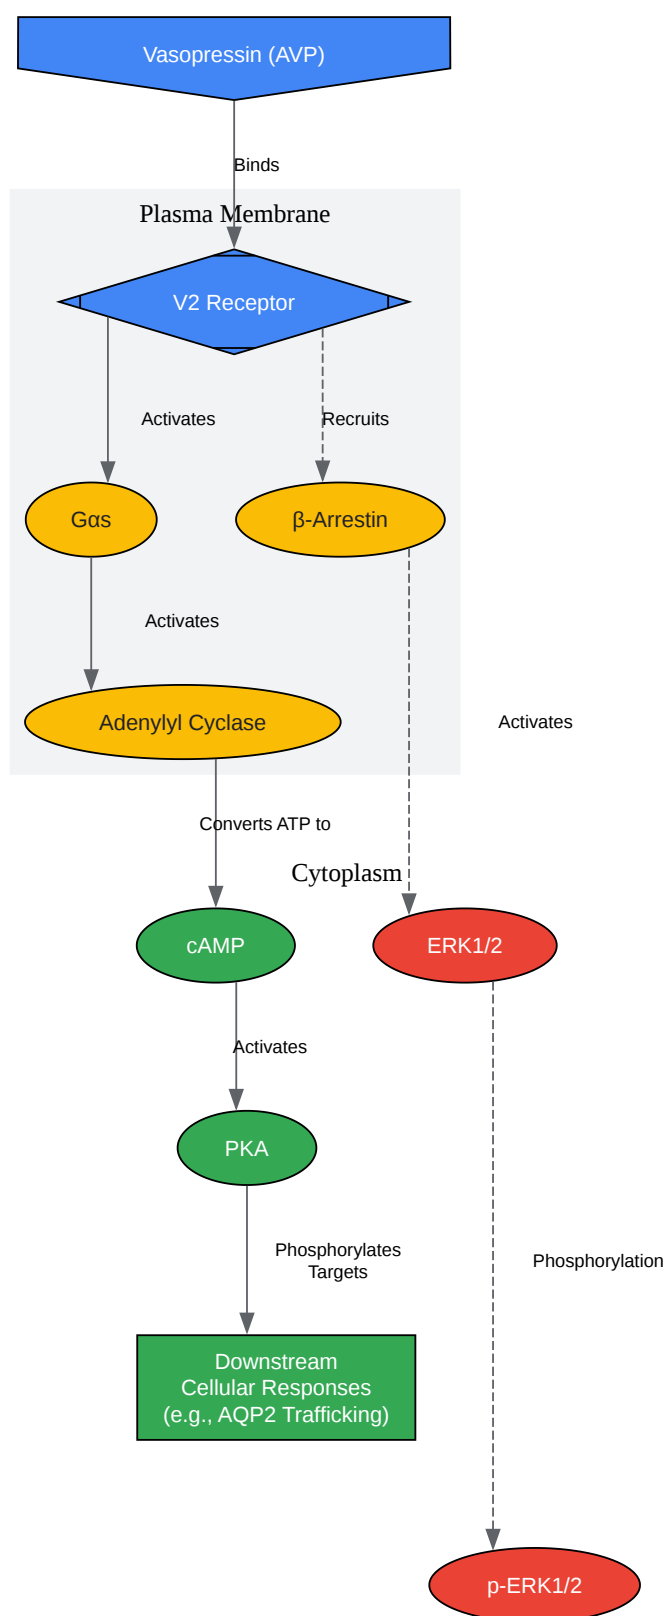 Vasopressin (AVP)
Binds
Plasma Membrane
V2 Receptor
Activates
Recruits
Gαs
β-Arrestin
Activates
Adenylyl Cyclase
Activates
Converts ATP to
Cytoplasm
cAMP
ERK1/2
Activates
PKA
Phosphorylates
Targets
Phosphorylation
Downstream
Cellular Responses
(e.g., AQP2 Trafficking)
p-ERK1/2